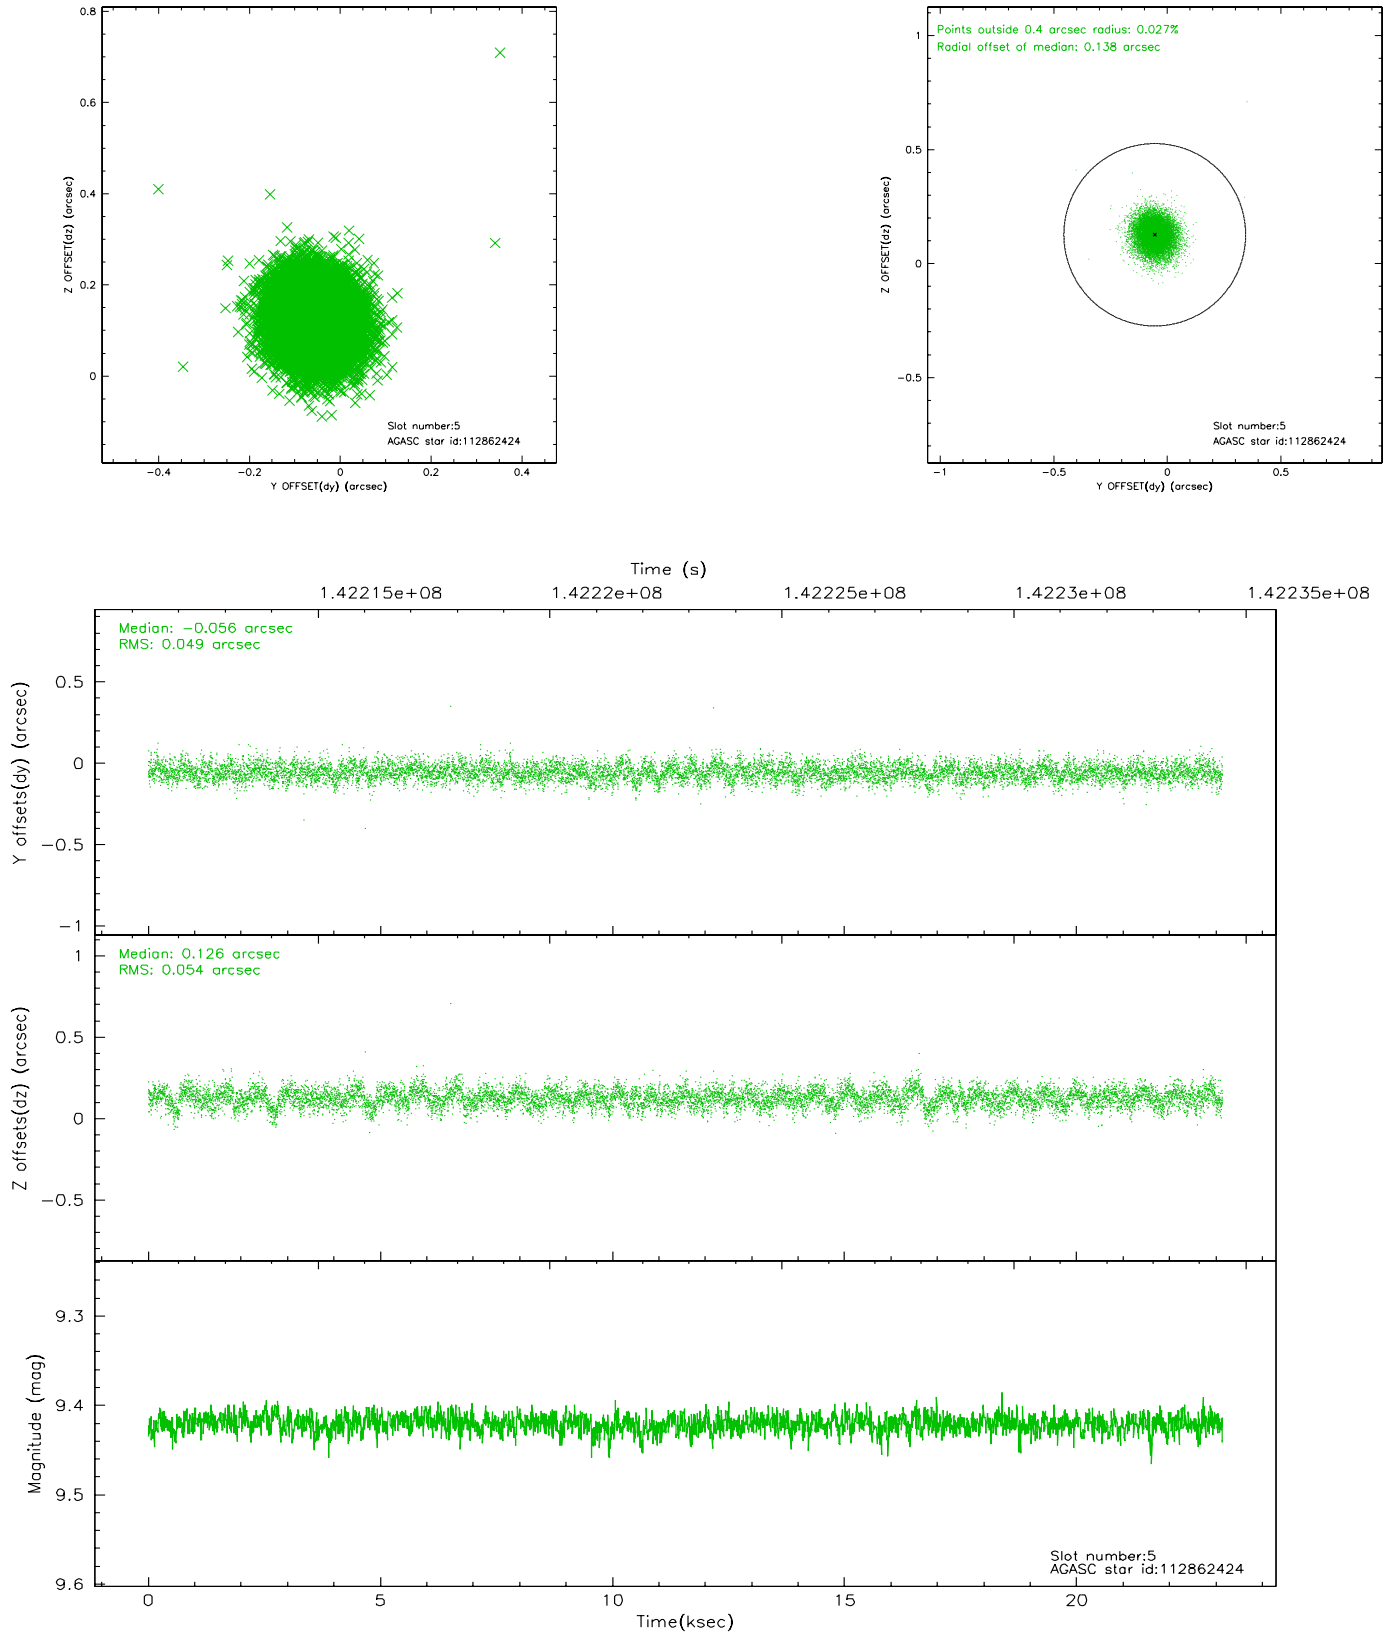 0.8
0.6
0.4
0.2
0
Z OFFSET(dz) (arcsec)
Slot number:5
AGASC star id:112862424
−0.4 −0.2 0 0.2 0.4
Y OFFSET(dy) (arcsec)
Points outside 0.4 arcsec radius: 0.027%
Radial offset of median: 0.138 arcsec
1
0.5
0
−0.5
Z OFFSET(dz) (arcsec)
Slot number:5
AGASC star id:112862424
−1 −0.5 0 0.5
Y OFFSET(dy) (arcsec)
Time (s)
1.42215e+08 1.4222e+08 1.42225e+08 1.4223e+08 1.42235e+08
Median: −0.056 arcsec
RMS: 0.049 arcsec
0.5
0
−0.5
−1
Y offsets(dy) (arcsec)
Median: 0.126 arcsec
RMS: 0.054 arcsec
1
0.5
0
−0.5
Z offsets(dz) (arcsec)
9.3
9.4
9.5
9.6
Magnitude (mag)
Slot number:5
AGASC star id:112862424
0 5 10 15 20
Time(ksec)